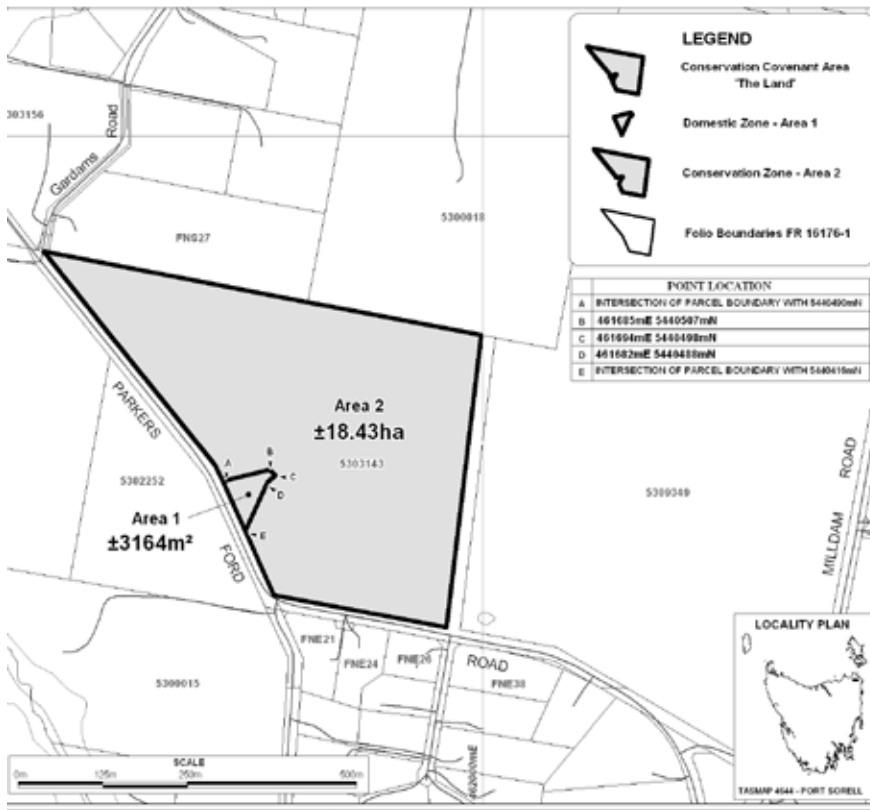 LEGEND
Conservation Covenant Area
'The Land'
Domestic Zone - Area 1
Conservation Zone - Area 2
Folio Boundaries FR 16176-1
POINT LOCATION
A INTERSECTION OF PARCEL BOUNDARY WITH 5440490mN
B 461685mE 5440507mN
C 461694mE 5440498mN
D 461682mE 5440488mN
E INTERSECTION OF PARCEL BOUNDARY WITH 5440416mN
Gardams Road
5300018
Area 2
±18.43ha
5303143
A
B
C
D
E
PARKERS
FORD
ROAD
5302252
Area 1
±3164m²
5309349
MILLDAM ROAD
FNE21
FNE24
FNE26
FNE38
5300015
LOCALITY PLAN
TASMAP 4644 - PORT SORELL
SCALE
0m 125m 250m 500m
462000mE